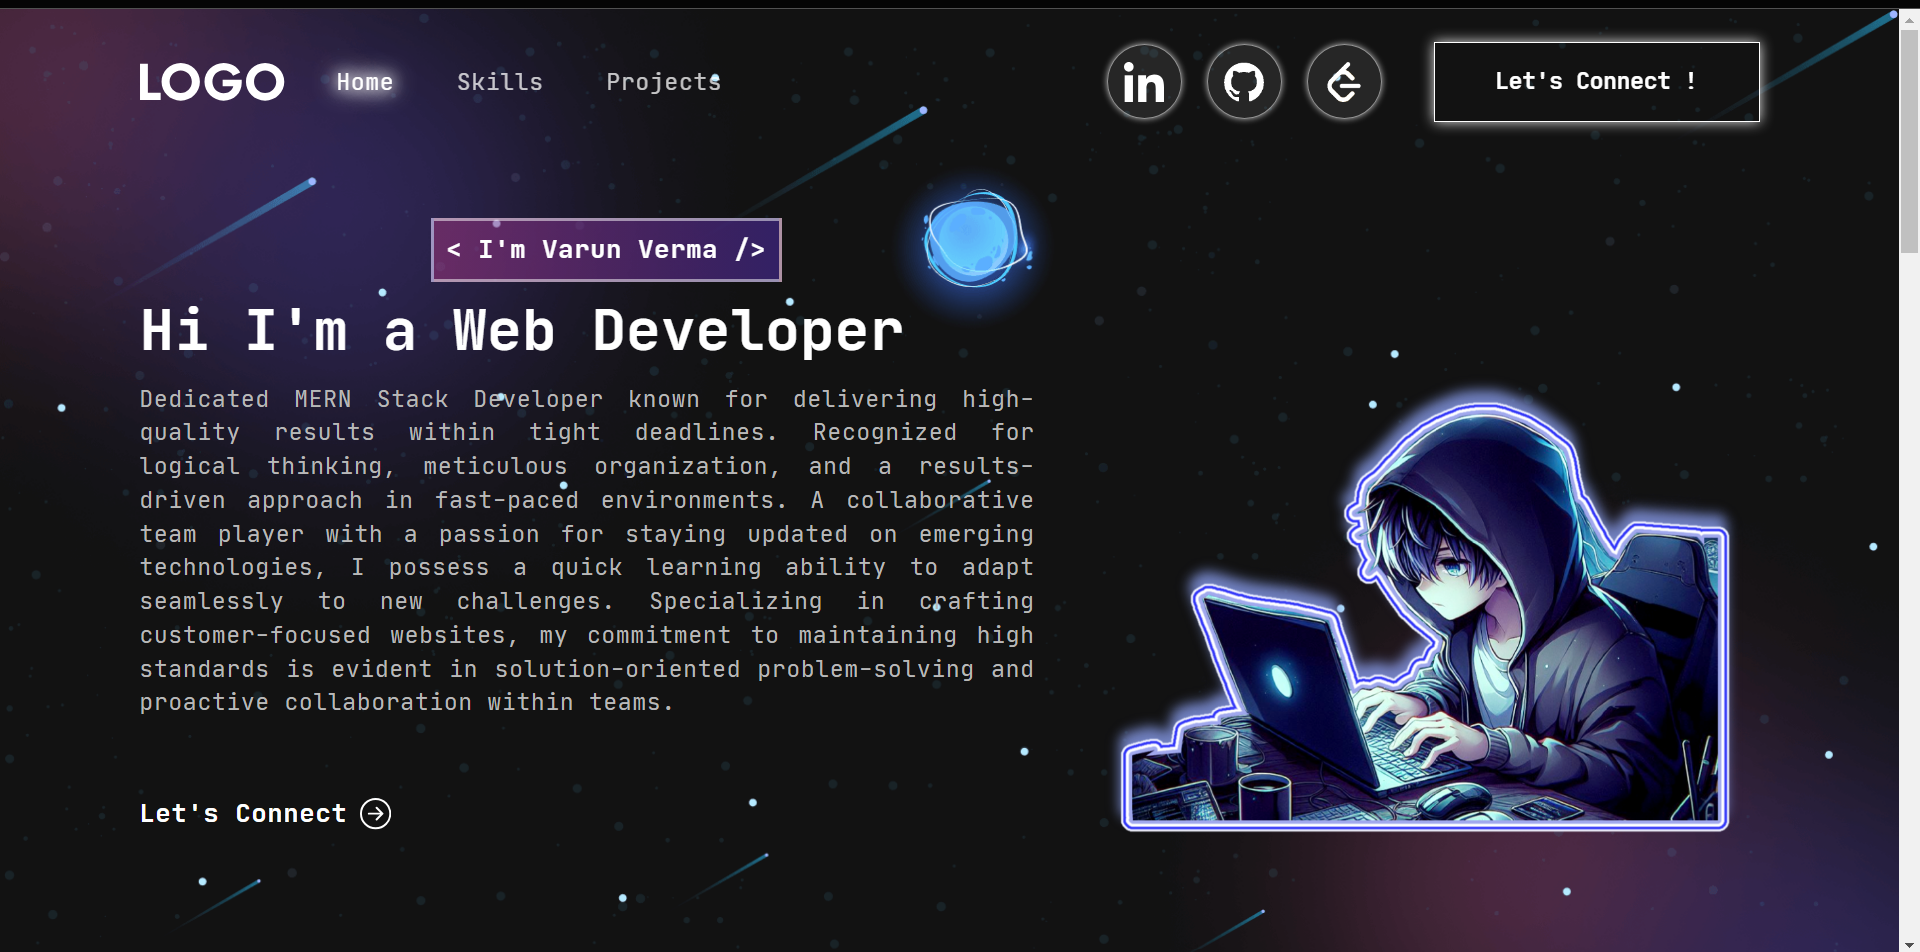 LOGO Home Skills Projects in Let's Connect !
< I'm Varun Verma />
Hi I'm a Web Developer
Dedicated MERN Stack Developer known for delivering high-
quality results within tight deadlines. Recognized for
logical thinking, meticulous organization, and a results-
driven approach in fast-paced environments. A collaborative
team player with a passion for staying updated on emerging
technologies, I possess a quick learning ability to adapt
seamlessly to new challenges. Specializing in crafting
customer-focused websites, my commitment to maintaining high
standards is evident in solution-oriented problem-solving and
proactive collaboration within teams.
Let's Connect